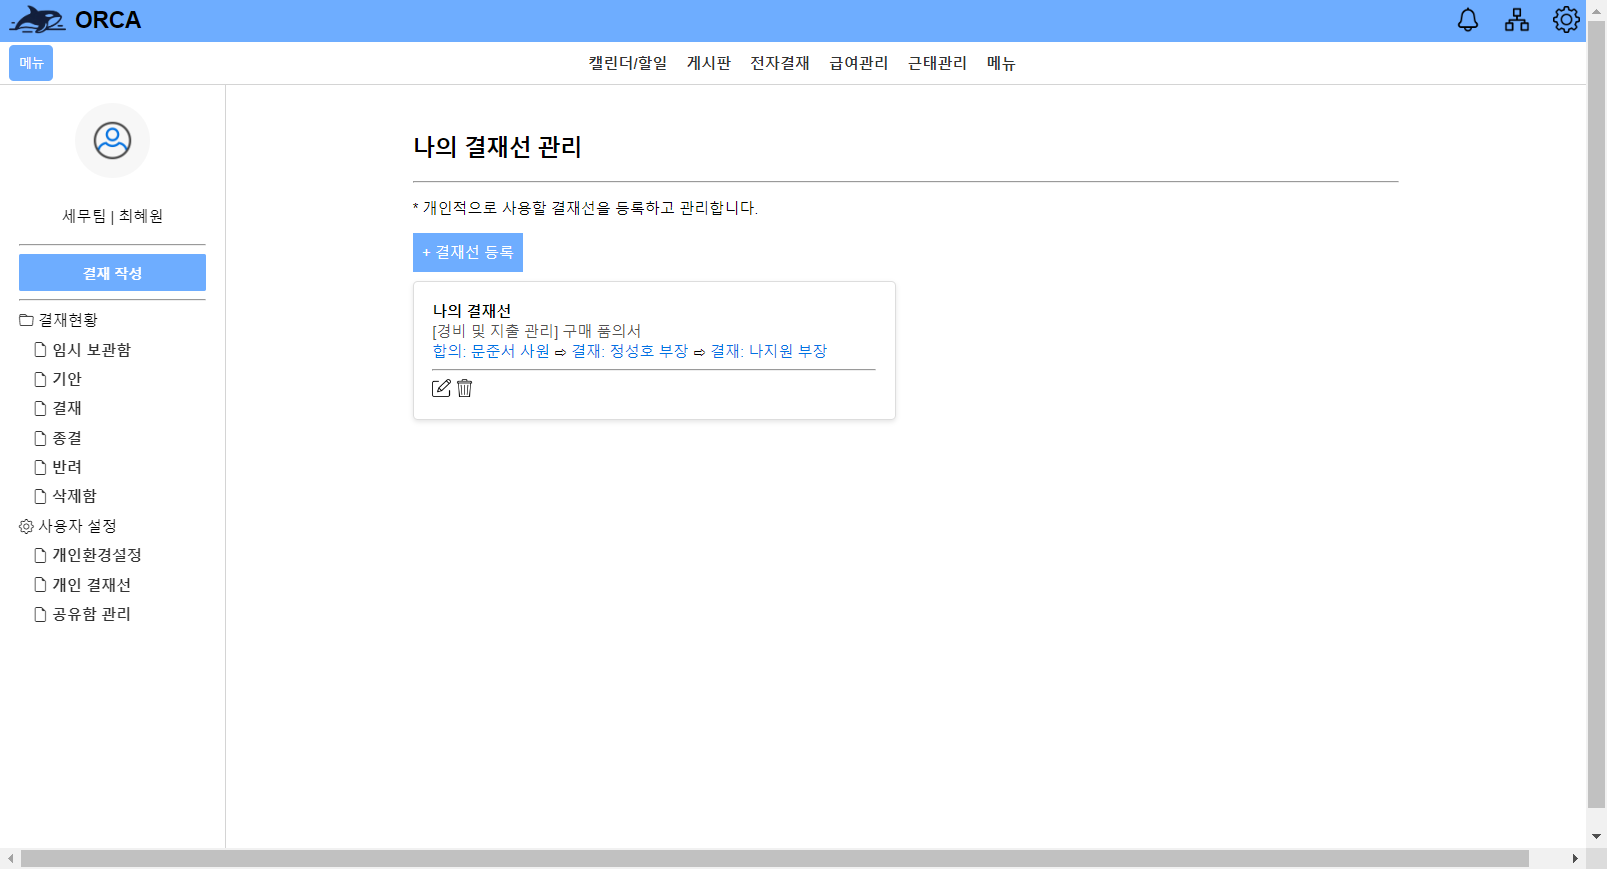 ORCA
메뉴
캘린더/할일 게시판 전자결재 급여관리 근태관리 메뉴
세무팀 | 최혜원
결재 작성
결재현황
임시 보관함
기안
결재
종결
반려
삭제함
사용자 설정
개인환경설정
개인 결재선
공유함 관리
나의 결재선 관리
* 개인적으로 사용할 결재선을 등록하고 관리합니다.
+ 결재선 등록
나의 결재선
[경비 및 지출 관리] 구매 품의서
합의: 문준서 사원 ⇨ 결재: 정성호 부장 ⇨ 결재: 나지원 부장